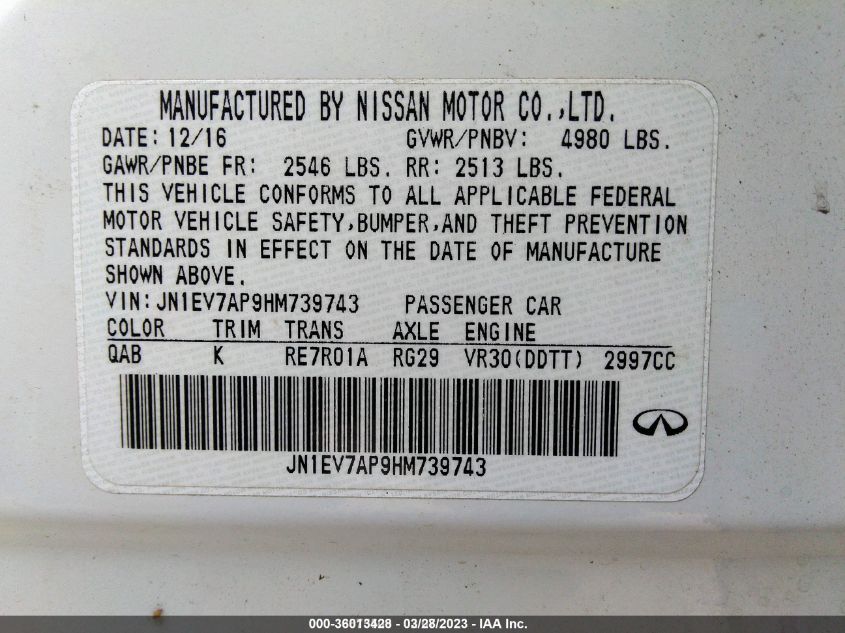 MANUFACTURED BY NISSAN MOTOR CO.,LTD.
DATE: 12/16 GVWR/PNBV: 4980 LBS.
GAWR/PNBE FR: 2546 LBS. RR: 2513 LBS.
THIS VEHICLE CONFORMS TO ALL APPLICABLE FEDERAL
MOTOR VEHICLE SAFETY,BUMPER,AND THEFT PREVENTION
STANDARDS IN EFFECT ON THE DATE OF MANUFACTURE
SHOWN ABOVE.
VIN:JN1EV7AP9HM739743 PASSENGER CAR
COLOR TRIM TRANS AXLE ENGINE
QAB K RE7R01A RG29 VR30(DDTT) 2997CC
JN1EV7AP9HM739743
000-36013428 - 03/28/2023 - IAA Inc.